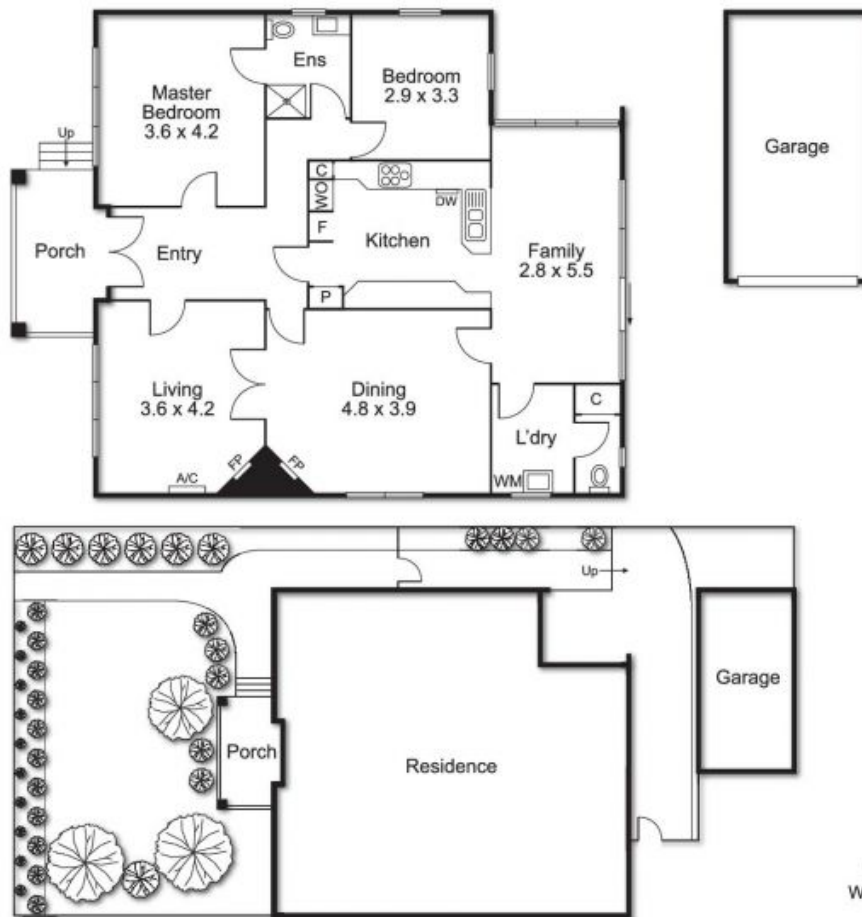 Ens
Master
Bedroom
3.6 x 4.2
Bedroom
2.9 x 3.3
Up
Garage
C
WO
DW
F
Porch
Entry
Kitchen
Family
2.8 x 5.5
P
Living
3.6 x 4.2
Dining
4.8 x 3.9
C
L'dry
FP
FP
A/C
WM
Up
Garage
Porch
Residence
W